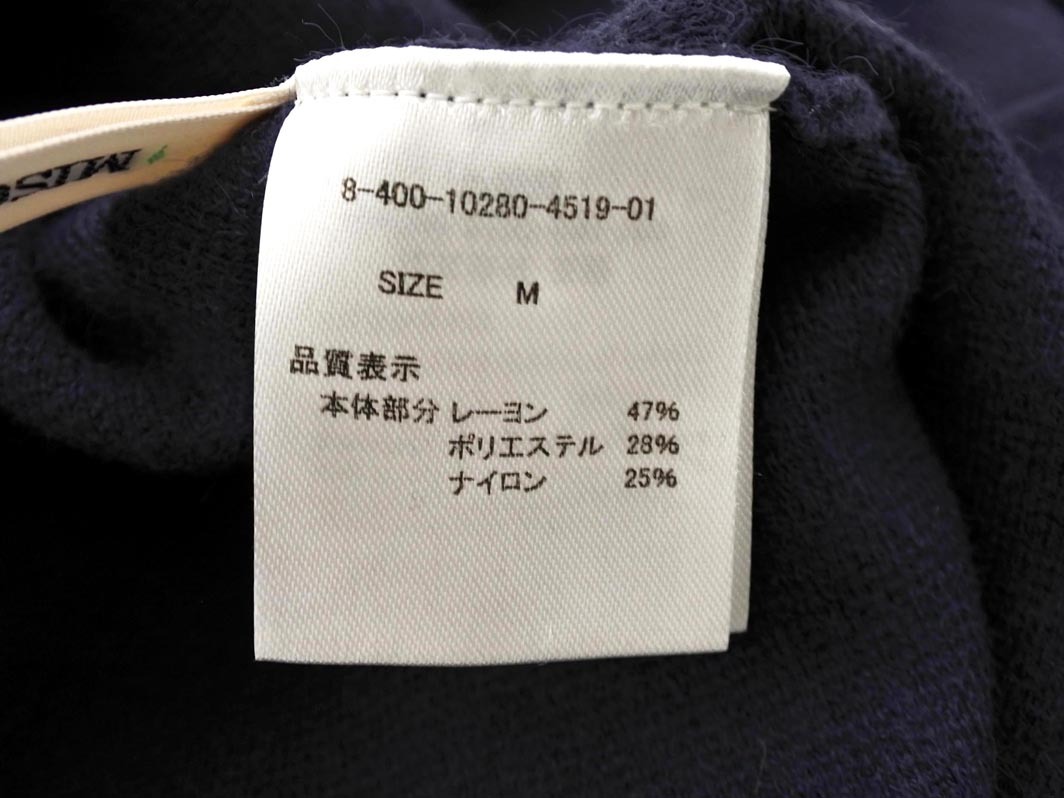 8-400-10280-4519-01
SIZE M
品質表示
本体部分 レーヨン 47%
ポリエステル 28%
ナイロン 25%